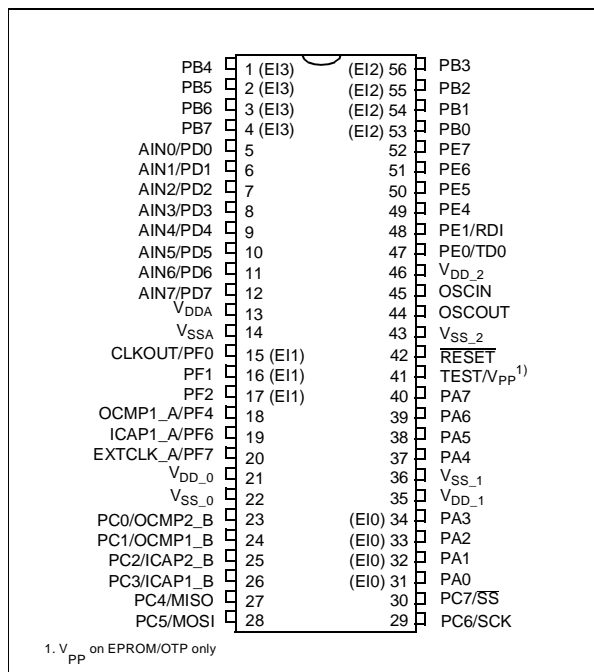 PB4 1 (EI3) (EI2) 56 PB3
PB5 2 (EI3) (EI2) 55 PB2
PB6 3 (EI3) (EI2) 54 PB1
PB7 4 (EI3) (EI2) 53 PB0
AIN0/PD0 5 52 PE7
AIN1/PD1 6 51 PE6
AIN2/PD2 7 50 PE5
AIN3/PD3 8 49 PE4
AIN4/PD4 9 48 PE1/RDI
AIN5/PD5 10 47 PE0/TD0
AIN6/PD6 11 46 VDD_2
AIN7/PD7 12 45 OSCIN
VDDA 13 44 OSCOUT
VSSA 14 43 VSS_2
CLKOUT/PF0 15 (EI1) 42 RESET
PF1 16 (EI1) 41 TEST/VPP1)
PF2 17 (EI1) 40 PA7
OCMP1_A/PF4 18 39 PA6
ICAP1_A/PF6 19 38 PA5
EXTCLK_A/PF7 20 37 PA4
VDD_0 21 36 VSS_1
VSS_0 22 35 VDD_1
PC0/OCMP2_B 23 (EI0) 34 PA3
PC1/OCMP1_B 24 (EI0) 33 PA2
PC2/ICAP2_B 25 (EI0) 32 PA1
PC3/ICAP1_B 26 (EI0) 31 PA0
PC4/MISO 27 30 PC7/SS
PC5/MOSI 28 29 PC6/SCK
1. VPP on EPROM/OTP only